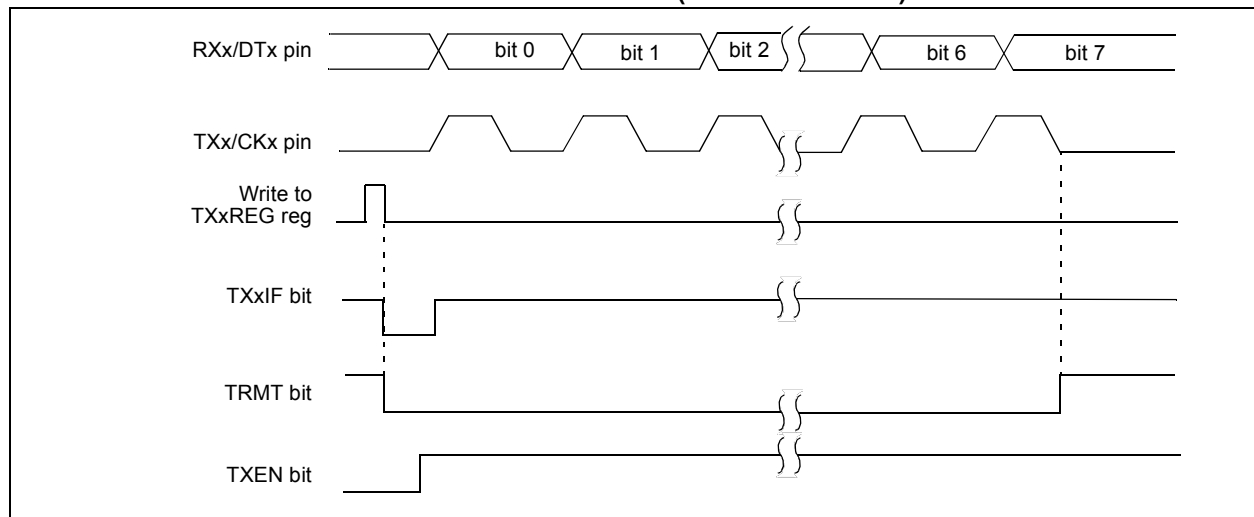 RXx/DTx pin
bit 0 bit 1 bit 2 bit 6 bit 7
TXx/CKx pin
Write to
TXxREG reg
TXxIF bit
TRMT bit
TXEN bit